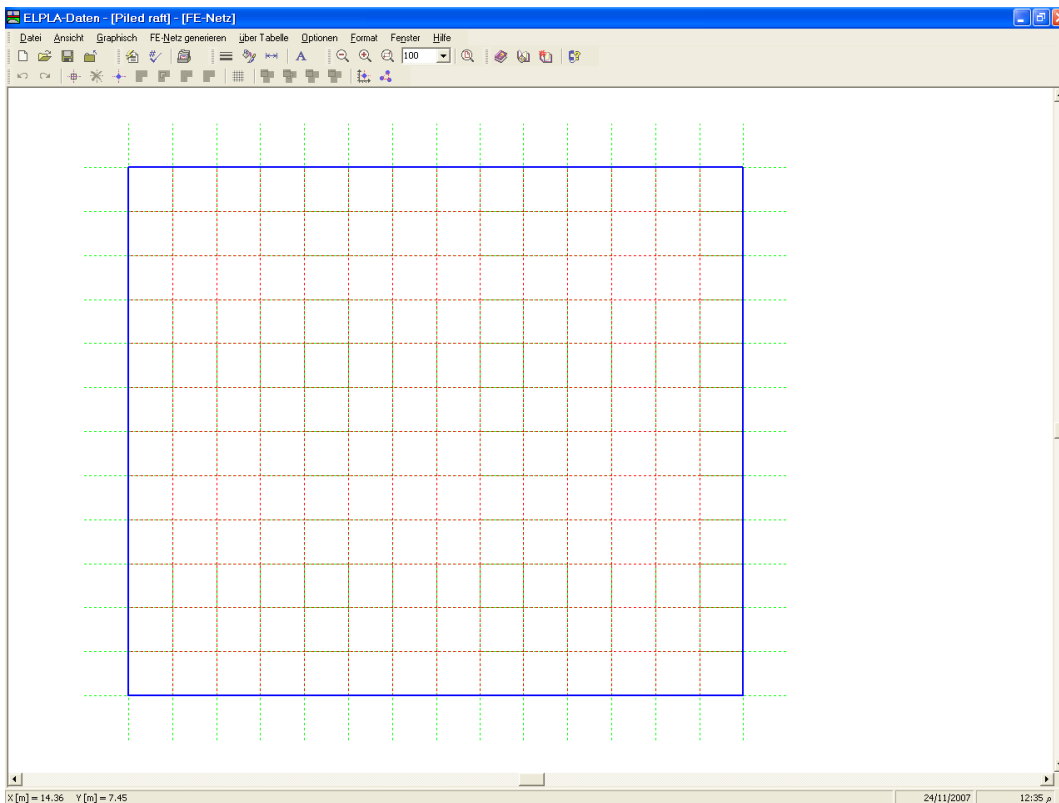 ELPLA-Daten - [Piled raft] - [FE-Netz]
Datei Ansicht Graphisch FE-Netz generieren über Tabelle Optionen Format Fenster Hilfe
A 100
X [m] = 14.36 Y [m] = 7.45 24/11/2007 12:35 م